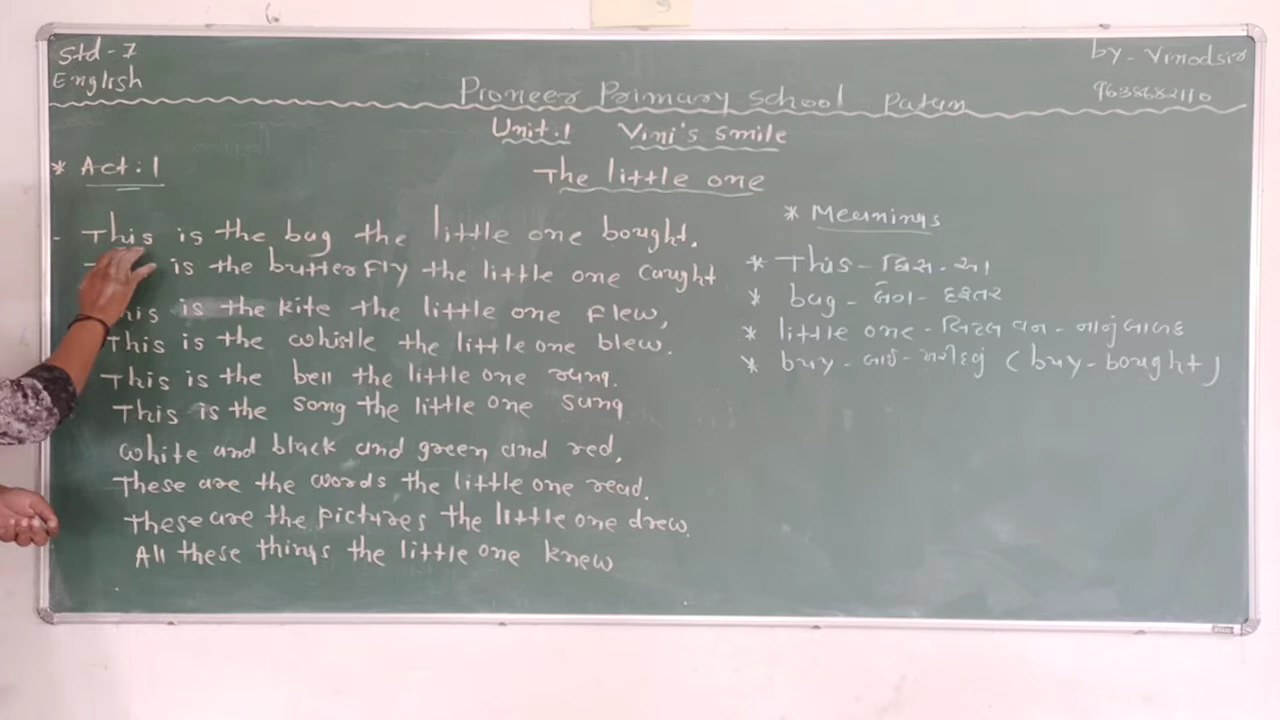 Std - 7
English
by - Vinodsir
9638682110
Pioneer Primary School Patan
Unit.1 Vini's smile
* Act : 1
The little one
This is the bag the little one bought.
is the butterfly the little one caught
his is the kite the little one flew,
This is the whistle the little one blew.
This is the bell the little one rang.
This is the song the little one sang
white and black and green and red,
These are the words the little one read.
These are the pictures the little one drew.
All these things the little one knew
* Meanings
* This - ધિસ - આ
* bag - બેગ - દફ્તર
* little one - લિટલ વન - નાનું બાળક
* buy - બાઈ - ખરીદવું (buy - bought)